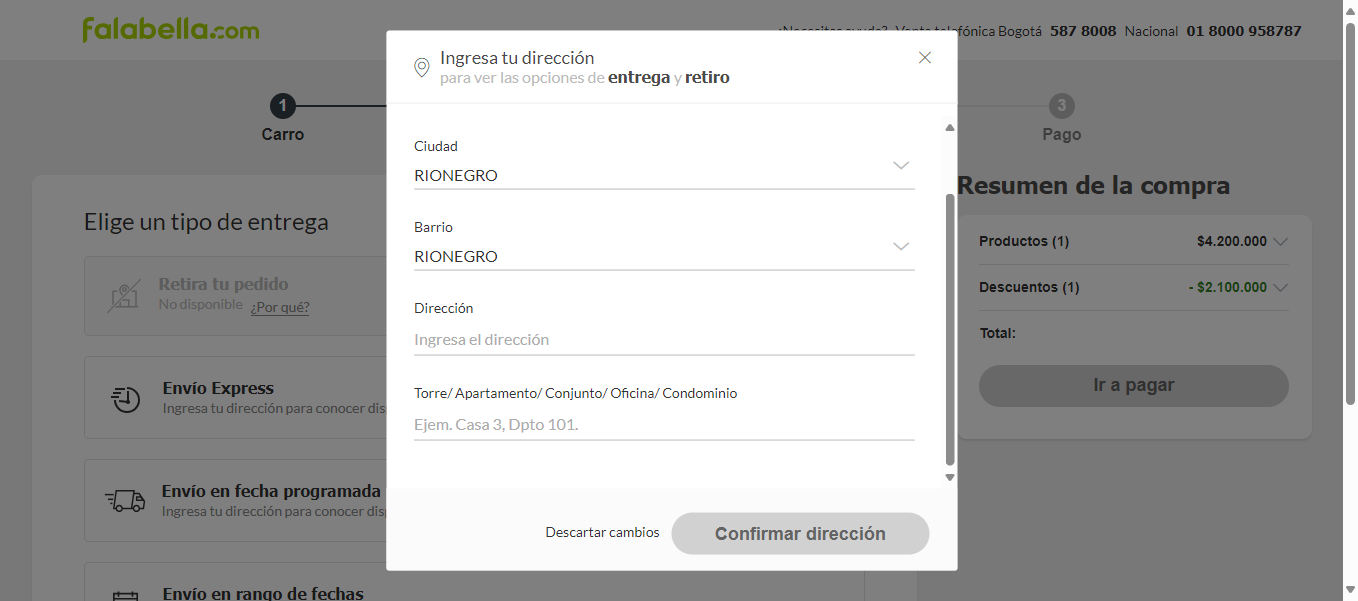 falabella.com
¿Necesitas ayuda? Venta telefónica Bogotá 587 8008 Nacional 01 8000 958787
Ingresa tu dirección
para ver las opciones de entrega y retiro
1
3
Carro
Pago
Ciudad
RIONEGRO
Barrio
RIONEGRO
Dirección
Ingresa el dirección
Torre/ Apartamento/ Conjunto/ Oficina/ Condominio
Ejem. Casa 3, Dpto 101.
Descartar cambios
Confirmar dirección
Elige un tipo de entrega
Retira tu pedido
No disponible ¿Por qué?
Envío Express
Ingresa tu dirección para conocer dis
Envío en fecha programada
Ingresa tu dirección para conocer dis
Envío en rango de fechas
Resumen de la compra
Productos (1) $4.200.000
Descuentos (1) - $2.100.000
Total:
Ir a pagar